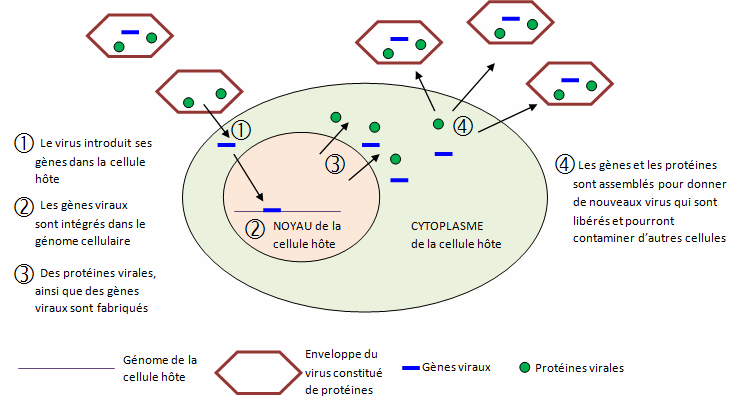 ① Le virus introduit ses
gènes dans la cellule
hôte
② Les gènes viraux
sont intégrés dans le
génome cellulaire
③ Des protéines virales,
ainsi que des gènes
viraux sont fabriqués
①
② NOYAU de la
cellule hôte
③
④
CYTOPLASME
de la cellule hôte
④ Les gènes et les protéines
sont assemblés pour donner
de nouveaux virus qui sont
libérés et pourront
contaminer d’autres cellules
Génome de la
cellule hôte
Enveloppe du
virus constitué
de protéines
Gènes viraux
Protéines virales